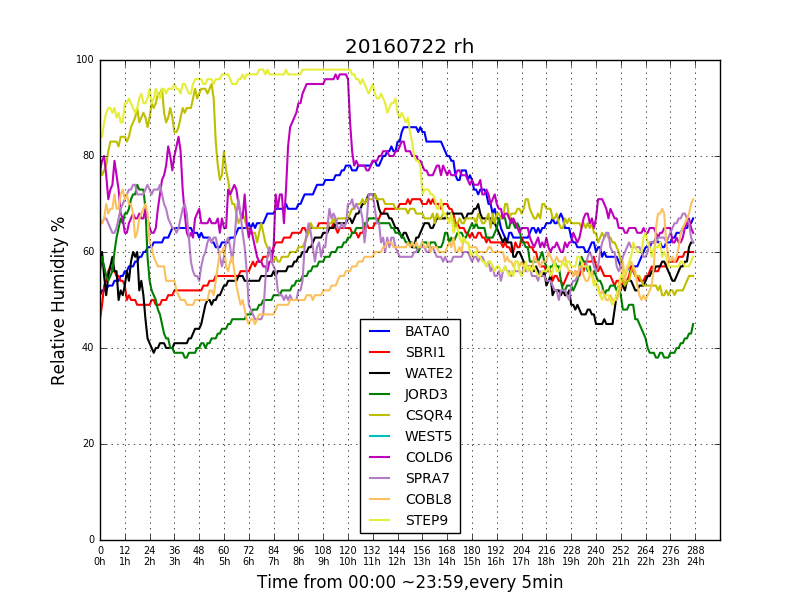 20160722 rh
100
80
60
40
20
0
Relative Humidity %
BATA0
SBRI1
WATE2
JORD3
CSQR4
WEST5
COLD6
SPRA7
COBL8
STEP9
0 12 24 36 48 60 72 84 96 108 120 132 144 156 168 180 192 204 216 228 240 252 264 276 288
0h 1h 2h 3h 4h 5h 6h 7h 8h 9h 10h 11h 12h 13h 14h 15h 16h 17h 18h 19h 20h 21h 22h 23h 24h
Time from 00:00 ~23:59,every 5min